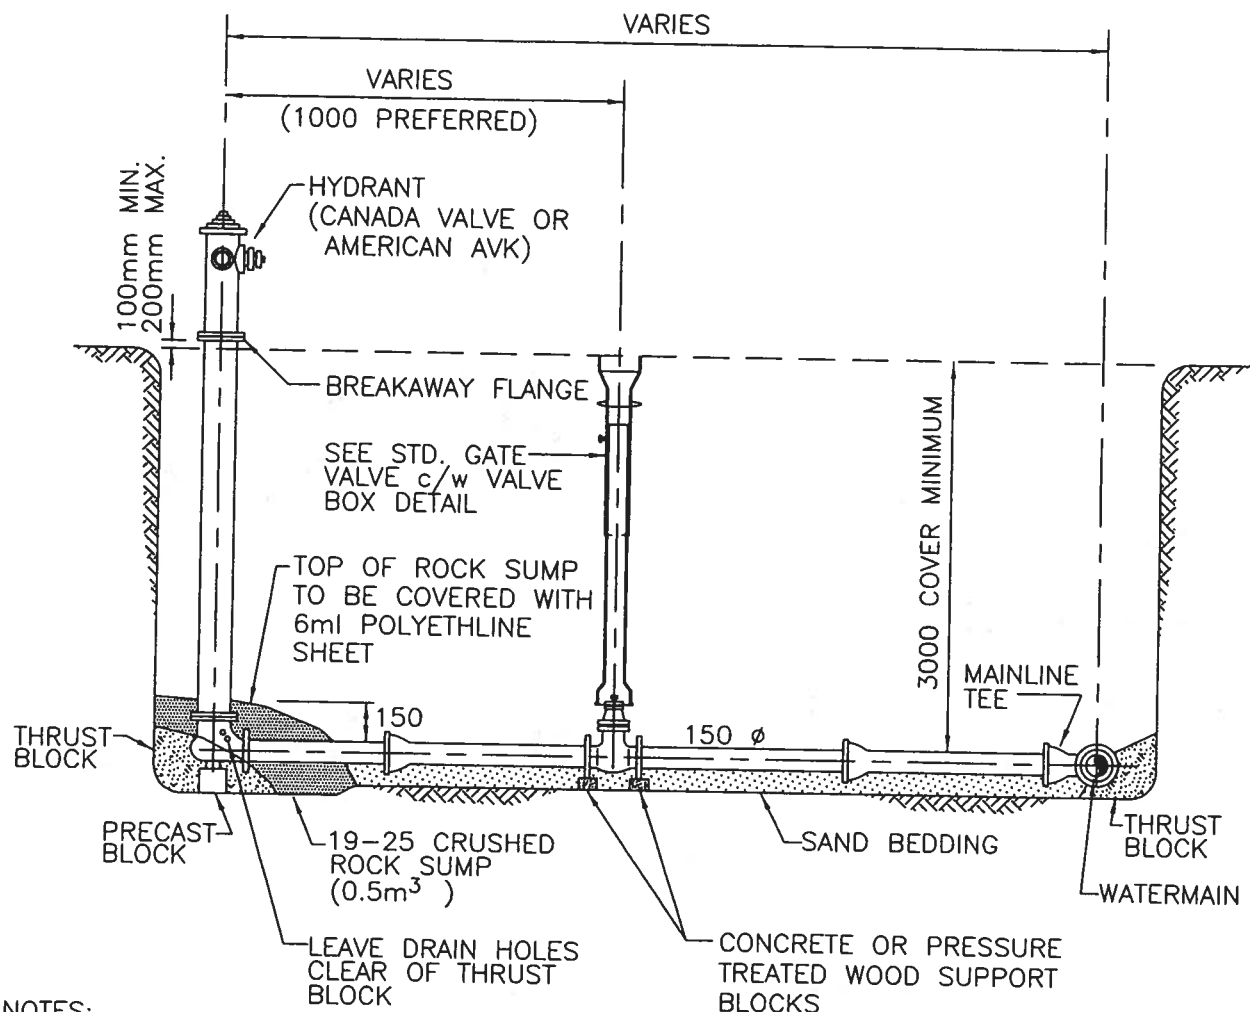 VARIES
VARIES
(1000 PREFERRED)
100mm MIN.
200mm MAX.
HYDRANT
(CANADA VALVE OR
AMERICAN AVK)
BREAKAWAY FLANGE
SEE STD. GATE
VALVE c/w VALVE
BOX DETAIL
3000 COVER MINIMUM
TOP OF ROCK SUMP
TO BE COVERED WITH
6ml POLYETHLINE
SHEET
MAINLINE
TEE
150
150 ø
THRUST
BLOCK
PRECAST
BLOCK
19-25 CRUSHED
ROCK SUMP
(0.5m³ )
SAND BEDDING
THRUST
BLOCK
WATERMAIN
LEAVE DRAIN HOLES
CLEAR OF THRUST
BLOCK
CONCRETE OR PRESSURE
TREATED WOOD SUPPORT
BLOCKS
NOTES: